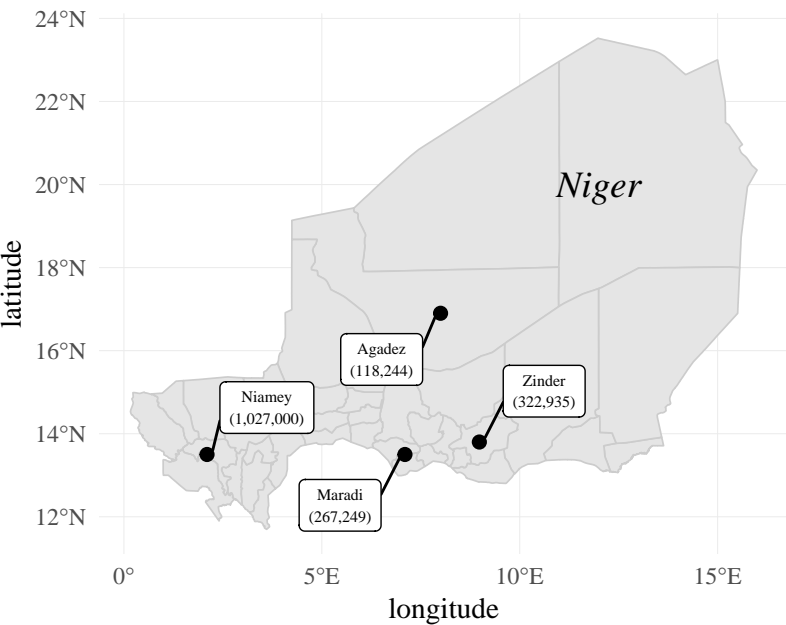 24°N
22°N
20°N
18°N
16°N
14°N
12°N
latitude
Niger
Agadez
(118,244)
Zinder
(322,935)
Niamey
(1,027,000)
Maradi
(267,249)
0°
5°E
10°E
15°E
longitude